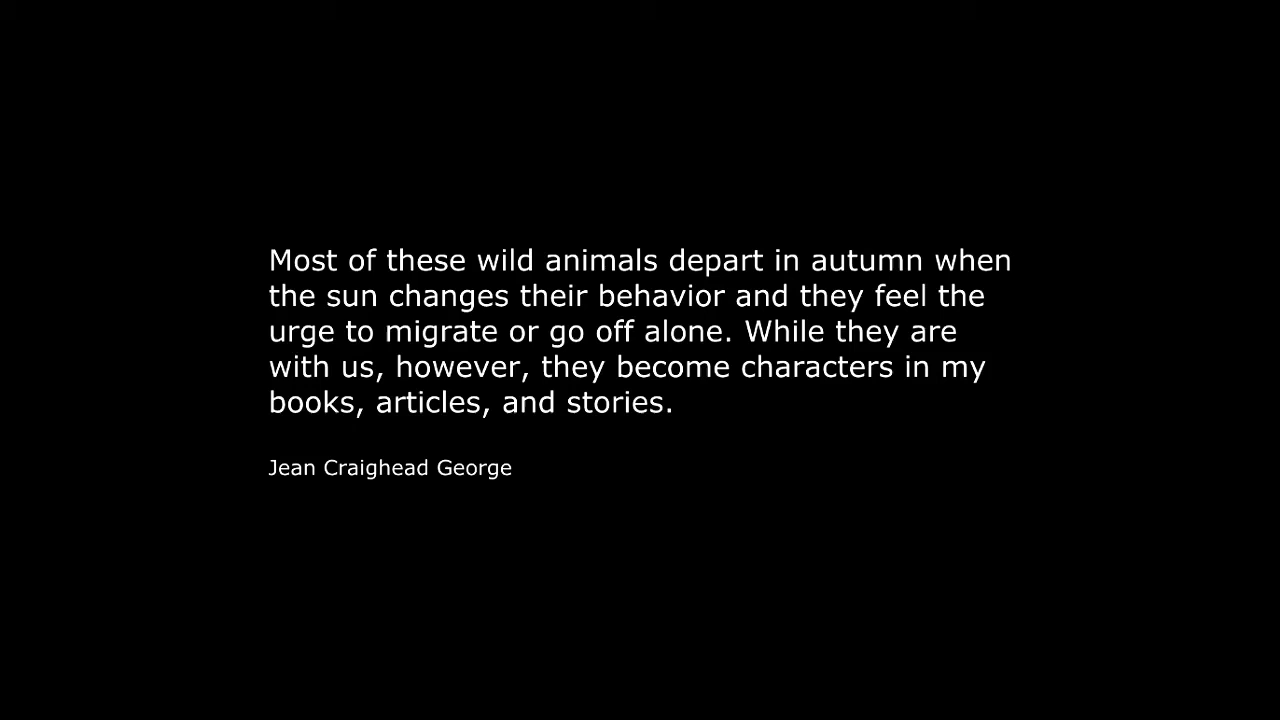 Most of these wild animals depart in autumn when
the sun changes their behavior and they feel the
urge to migrate or go off alone. While they are
with us, however, they become characters in my
books, articles, and stories.
Jean Craighead George